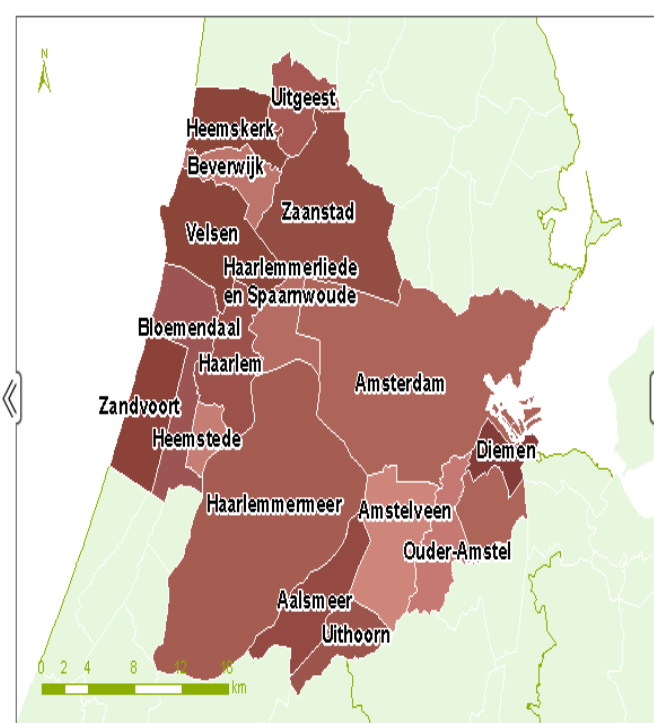 N
Uitgeest
Heemskerk
Beverwijk
Zaanstad
Velsen
Haarlemmerliede
en Spaarnwoude
Bloemendaal
Haarlem
Amsterdam
Zandvoort
Heemstede
Diemen
Haarlemmermeer
Amstelveen
Ouder-Amstel
Aalsmeer
Uithoorn
0 2 4 8 12 16
km